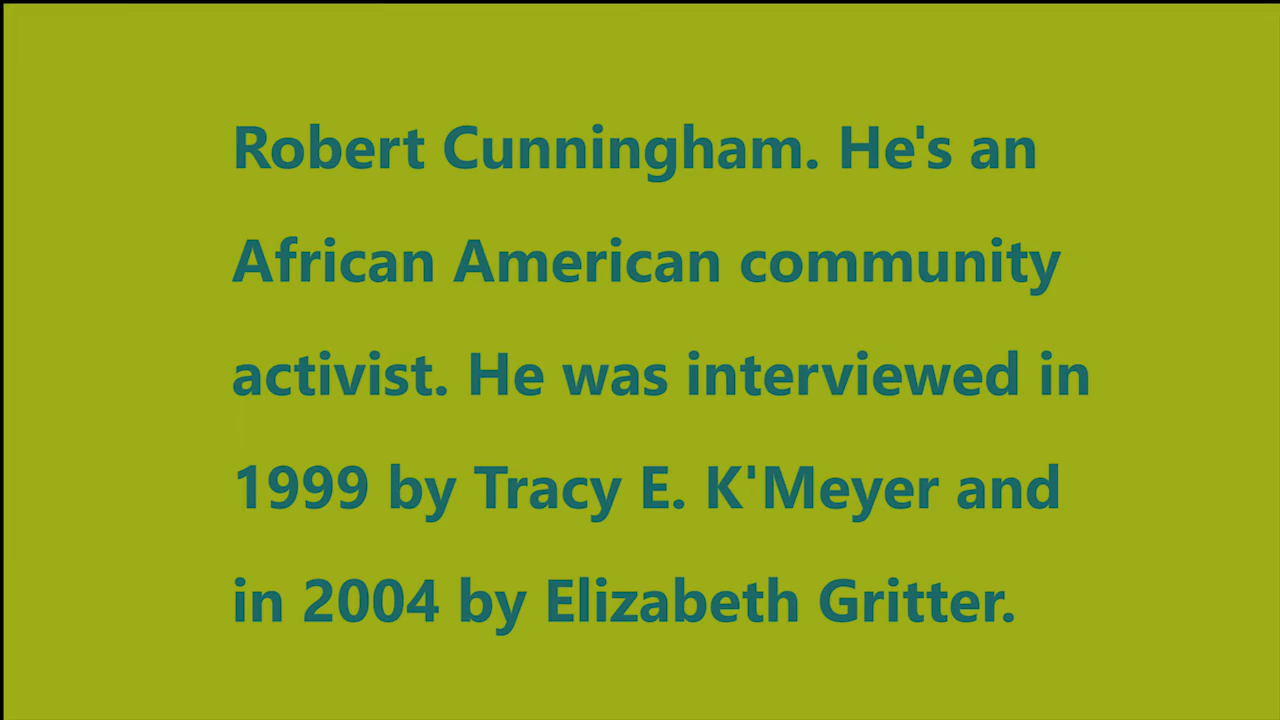 Robert Cunningham. He's an
African American community
activist. He was interviewed in
1999 by Tracy E. K'Meyer and
in 2004 by Elizabeth Gritter.